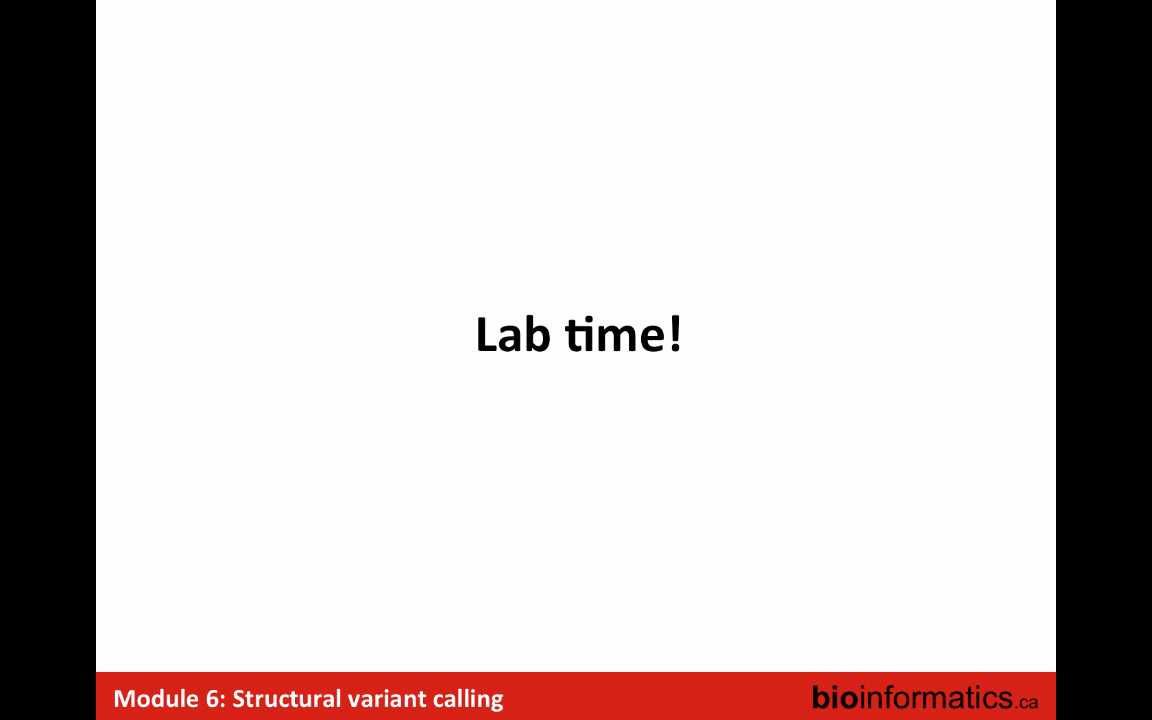 Lab time!
Module 6: Structural variant calling
bioinformatics.ca